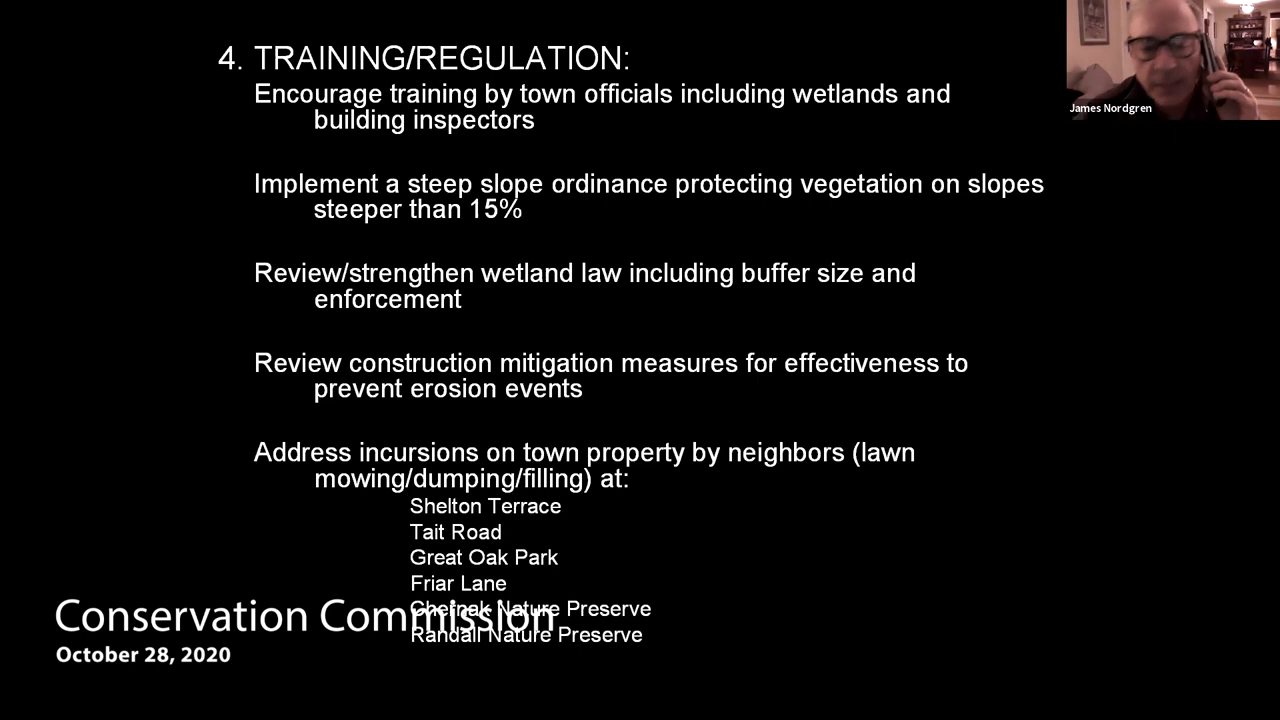 4. TRAINING/REGULATION:
Encourage training by town officials including wetlands and
building inspectors
Implement a steep slope ordinance protecting vegetation on slopes
steeper than 15%
Review/strengthen wetland law including buffer size and
enforcement
Review construction mitigation measures for effectiveness to
prevent erosion events
Address incursions on town property by neighbors (lawn
mowing/dumping/filling) at:
Shelton Terrace
Tait Road
Great Oak Park
Friar Lane
Chernak Nature Preserve
Randall Nature Preserve
Conservation Commission
October 28, 2020
James Nordgren